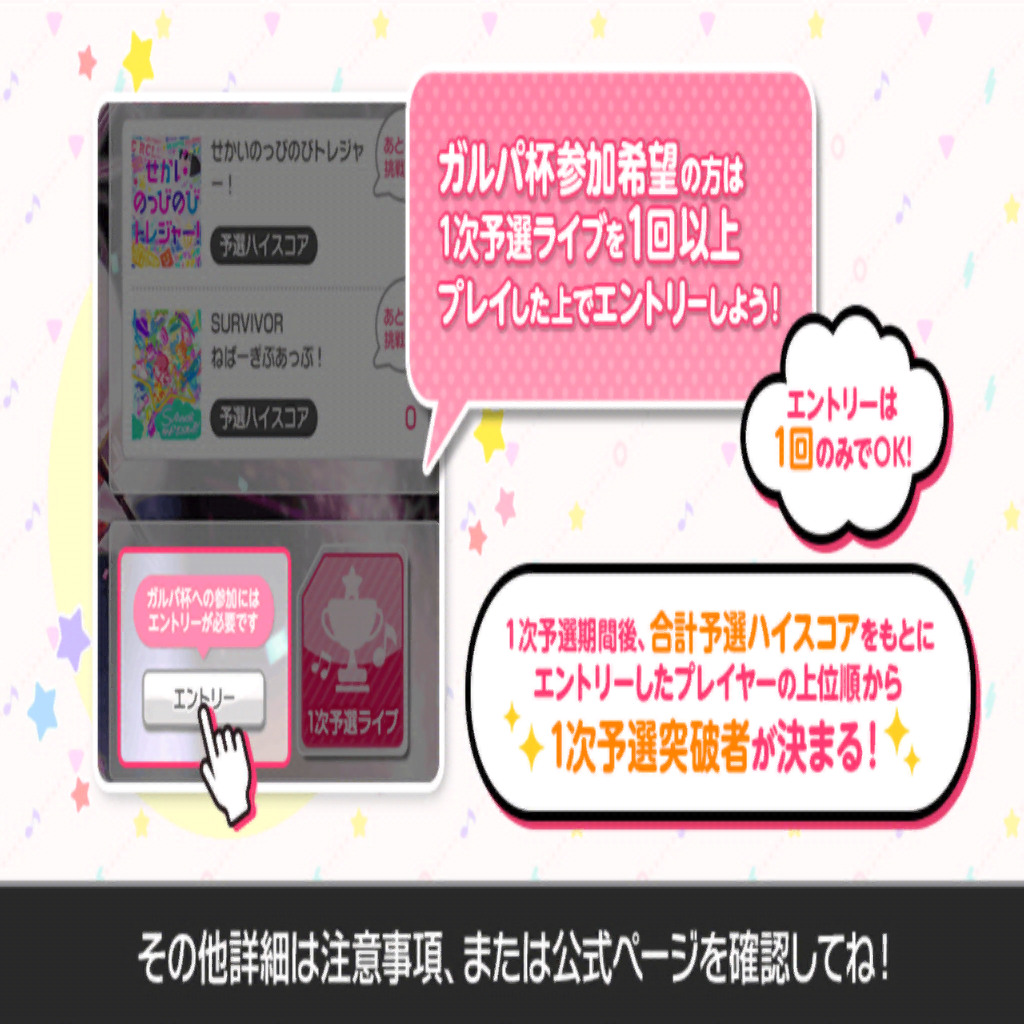 ガルパ杯参加希望の方は
1次予選ライブを1回以上
プレイした上でエントリーしよう！
せかいのっびのびトレジャ
ー！
あと
挑戦
せかい
のっびのび
トレジャー!
予選ハイスコア
SURVIVOR
ねばーぎぶあっぷ！
あと
挑戦
予選ハイスコア
0
エントリーは
1回のみでOK!
ガルパ杯への参加には
エントリーが必要です
エントリー
1次予選ライブ
1次予選期間後、合計予選ハイスコアをもとに
エントリーしたプレイヤーの上位順から
1次予選突破者が決まる！
その他詳細は注意事項、または公式ページを確認してね！